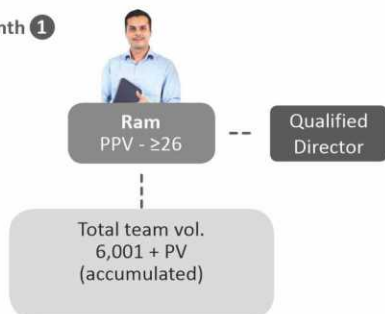 nth 1
Ram
PPV - ≥26
Qualified
Director
Total team vol.
6,001 + PV
(accumulated)